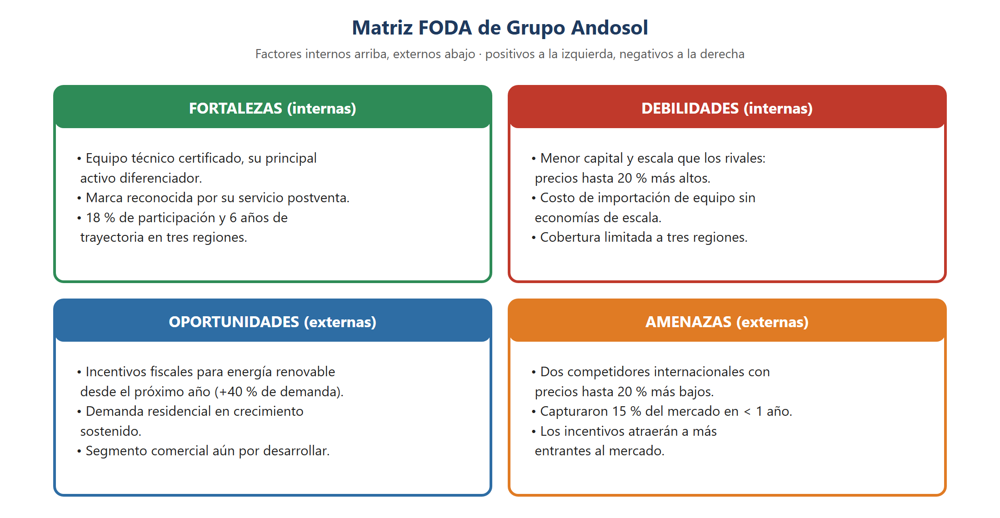 Matriz FODA de Grupo Andosol
Factores internos arriba, externos abajo · positivos a la izquierda, negativos a la derecha
FORTALEZAS (internas)
• Equipo técnico certificado, su principal
activo diferenciador.
• Marca reconocida por su servicio postventa.
• 18 % de participación y 6 años de
trayectoria en tres regiones.
DEBILIDADES (internas)
• Menor capital y escala que los rivales:
precios hasta 20 % más altos.
• Costo de importación de equipo sin
economías de escala.
• Cobertura limitada a tres regiones.
OPORTUNIDADES (externas)
• Incentivos fiscales para energía renovable
desde el próximo año (+40 % de demanda).
• Demanda residencial en crecimiento
sostenido.
• Segmento comercial aún por desarrollar.
AMENAZAS (externas)
• Dos competidores internacionales con
precios hasta 20 % más bajos.
• Capturaron 15 % del mercado en < 1 año.
• Los incentivos atraerán a más
entrantes al mercado.